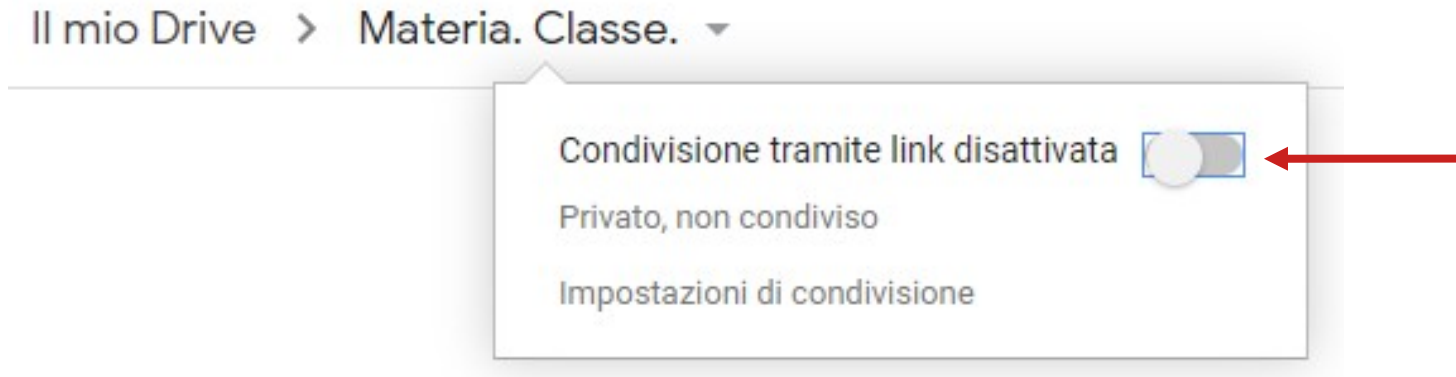 Il mio Drive > Materia. Classe.
Condivisione tramite link disattivata
Privato, non condiviso
Impostazioni di condivisione